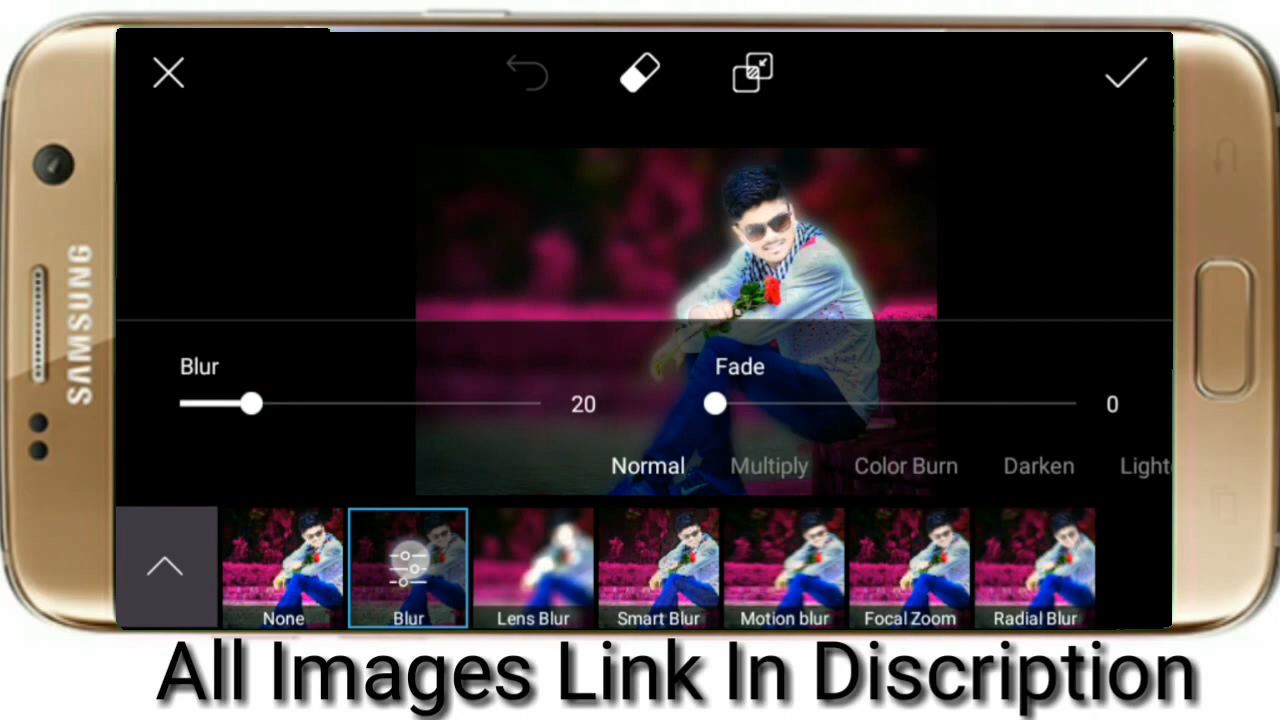 SAMSUNG
Blur
20
Fade
0
Normal Multiply Color Burn Darken Light
None Blur Lens Blur Smart Blur Motion blur Focal Zoom Radial Blur
All Images Link In Discription